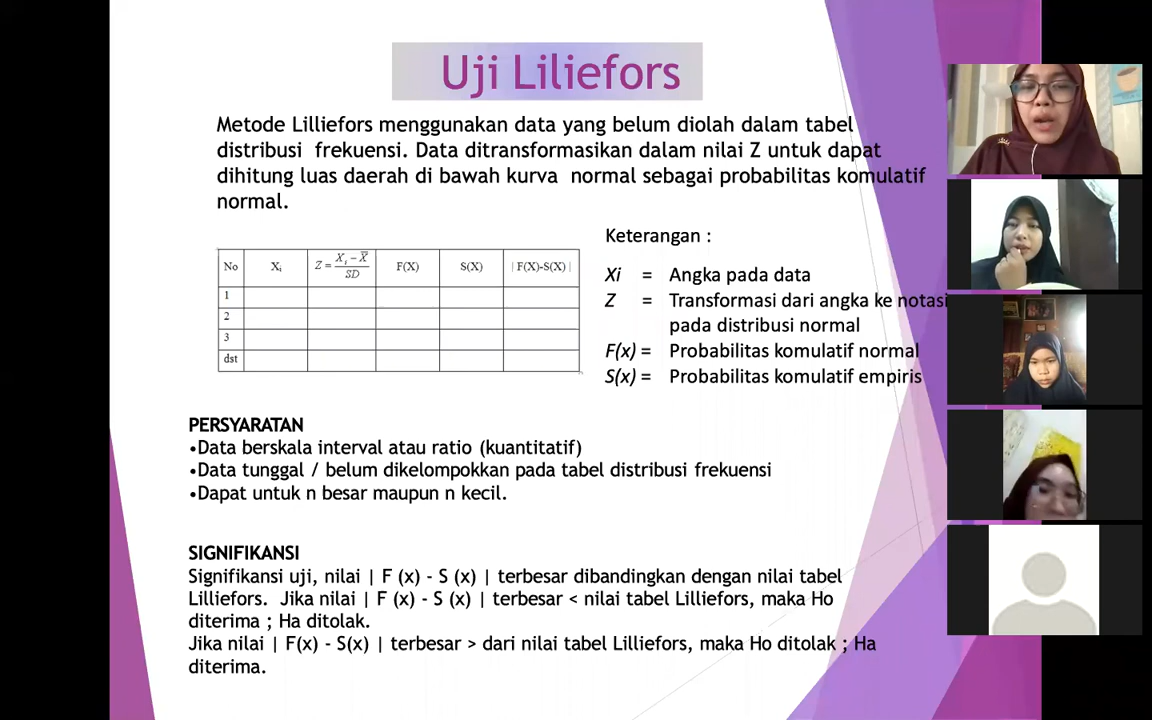 Uji Liliefors
Metode Lilliefors menggunakan data yang belum diolah dalam tabel
distribusi frekuensi. Data ditransformasikan dalam nilai Z untuk dapat
dihitung luas daerah di bawah kurva normal sebagai probabilitas komulatif
normal.
No Xi Z = (Xi − X̅) / SD F(X) S(X) | F(X)-S(X) |
1
2
3
dst
Keterangan :
Xi = Angka pada data
Z = Transformasi dari angka ke notasi
pada distribusi normal
F(x) = Probabilitas komulatif normal
S(x) = Probabilitas komulatif empiris
PERSYARATAN
•Data berskala interval atau ratio (kuantitatif)
•Data tunggal / belum dikelompokkan pada tabel distribusi frekuensi
•Dapat untuk n besar maupun n kecil.
SIGNIFIKANSI
Signifikansi uji, nilai | F (x) - S (x) | terbesar dibandingkan dengan nilai tabel
Lilliefors. Jika nilai | F (x) - S (x) | terbesar < nilai tabel Lilliefors, maka Ho
diterima ; Ha ditolak.
Jika nilai | F(x) - S(x) | terbesar > dari nilai tabel Lilliefors, maka Ho ditolak ; Ha
diterima.